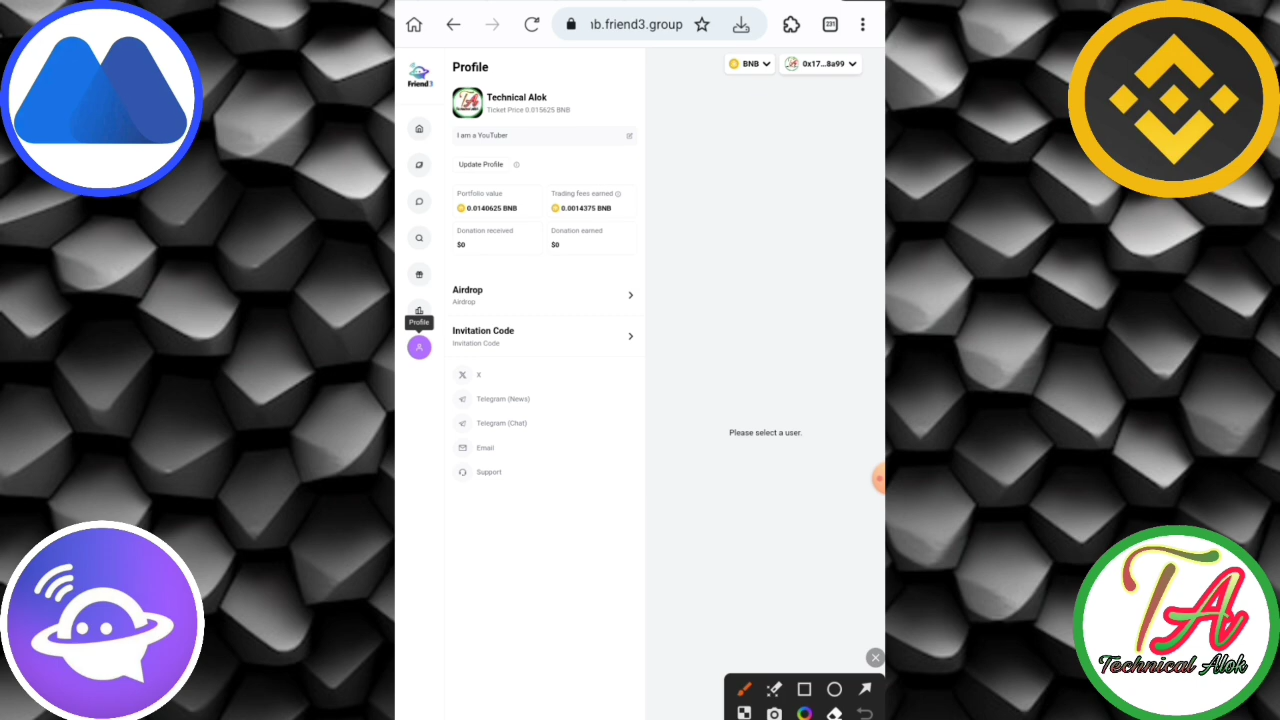 nb.friend3.group
231
Friend3
Profile
BNB
0x17...8a99
Technical Alok
Ticket Price 0.015625 BNB
I am a YouTuber
Update Profile
Portfolio value
0.0140625 BNB
Trading fees earned
0.0014375 BNB
Donation received
$0
Donation earned
$0
Airdrop
Airdrop
Profile
Invitation Code
Invitation Code
X
Telegram (News)
Telegram (Chat)
Please select a user.
Email
Support
TA
Technical Alok